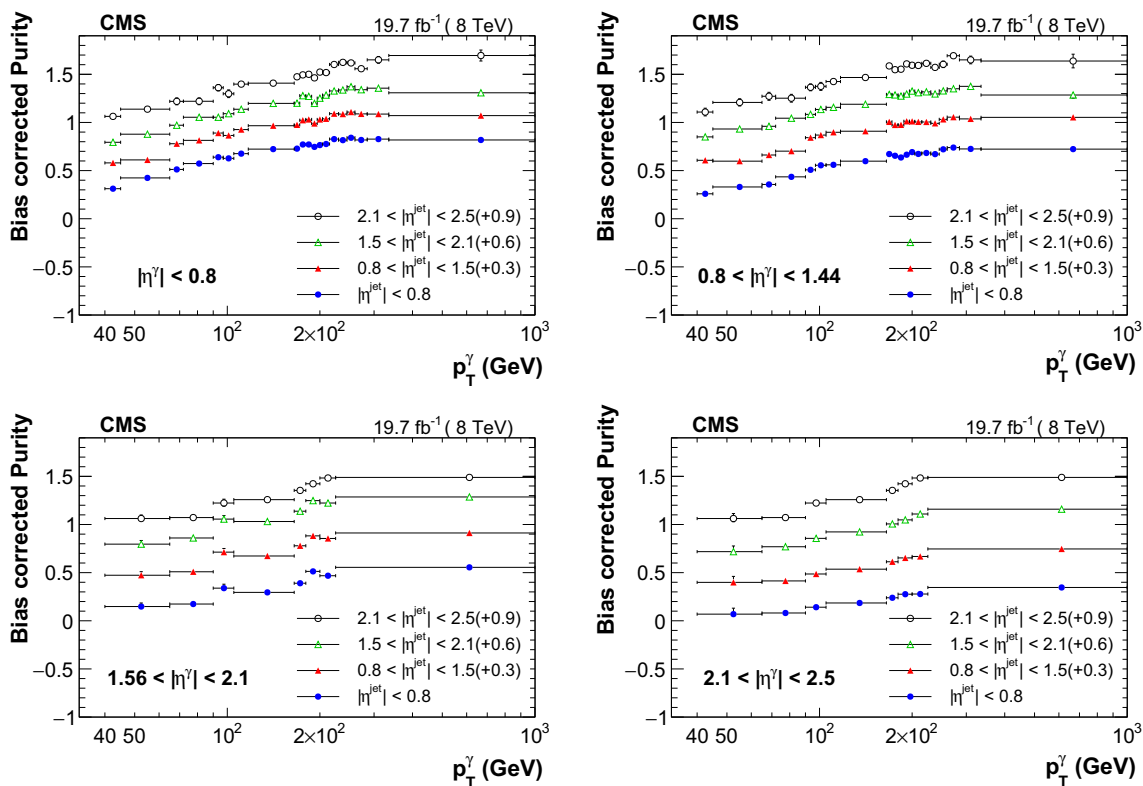 CMS 19.7 fb⁻¹ ( 8 TeV)
Bias corrected Purity
1.5
1
0.5
0
−0.5
−1
2.1 < |η^jet| < 2.5(+0.9)
1.5 < |η^jet| < 2.1(+0.6)
0.8 < |η^jet| < 1.5(+0.3)
|η^jet| < 0.8
|η^γ| < 0.8
40 50 10² 2×10² 10³
p_T^γ (GeV)
CMS 19.7 fb⁻¹ ( 8 TeV)
Bias corrected Purity
1.5
1
0.5
0
−0.5
−1
2.1 < |η^jet| < 2.5(+0.9)
1.5 < |η^jet| < 2.1(+0.6)
0.8 < |η^jet| < 1.5(+0.3)
|η^jet| < 0.8
0.8 < |η^γ| < 1.44
40 50 10² 2×10² 10³
p_T^γ (GeV)
CMS 19.7 fb⁻¹ ( 8 TeV)
Bias corrected Purity
1.5
1
0.5
0
−0.5
−1
2.1 < |η^jet| < 2.5(+0.9)
1.5 < |η^jet| < 2.1(+0.6)
0.8 < |η^jet| < 1.5(+0.3)
|η^jet| < 0.8
1.56 < |η^γ| < 2.1
40 50 10² 2×10² 10³
p_T^γ (GeV)
CMS 19.7 fb⁻¹ ( 8 TeV)
Bias corrected Purity
1.5
1
0.5
0
−0.5
−1
2.1 < |η^jet| < 2.5(+0.9)
1.5 < |η^jet| < 2.1(+0.6)
0.8 < |η^jet| < 1.5(+0.3)
|η^jet| < 0.8
2.1 < |η^γ| < 2.5
40 50 10² 2×10² 10³
p_T^γ (GeV)